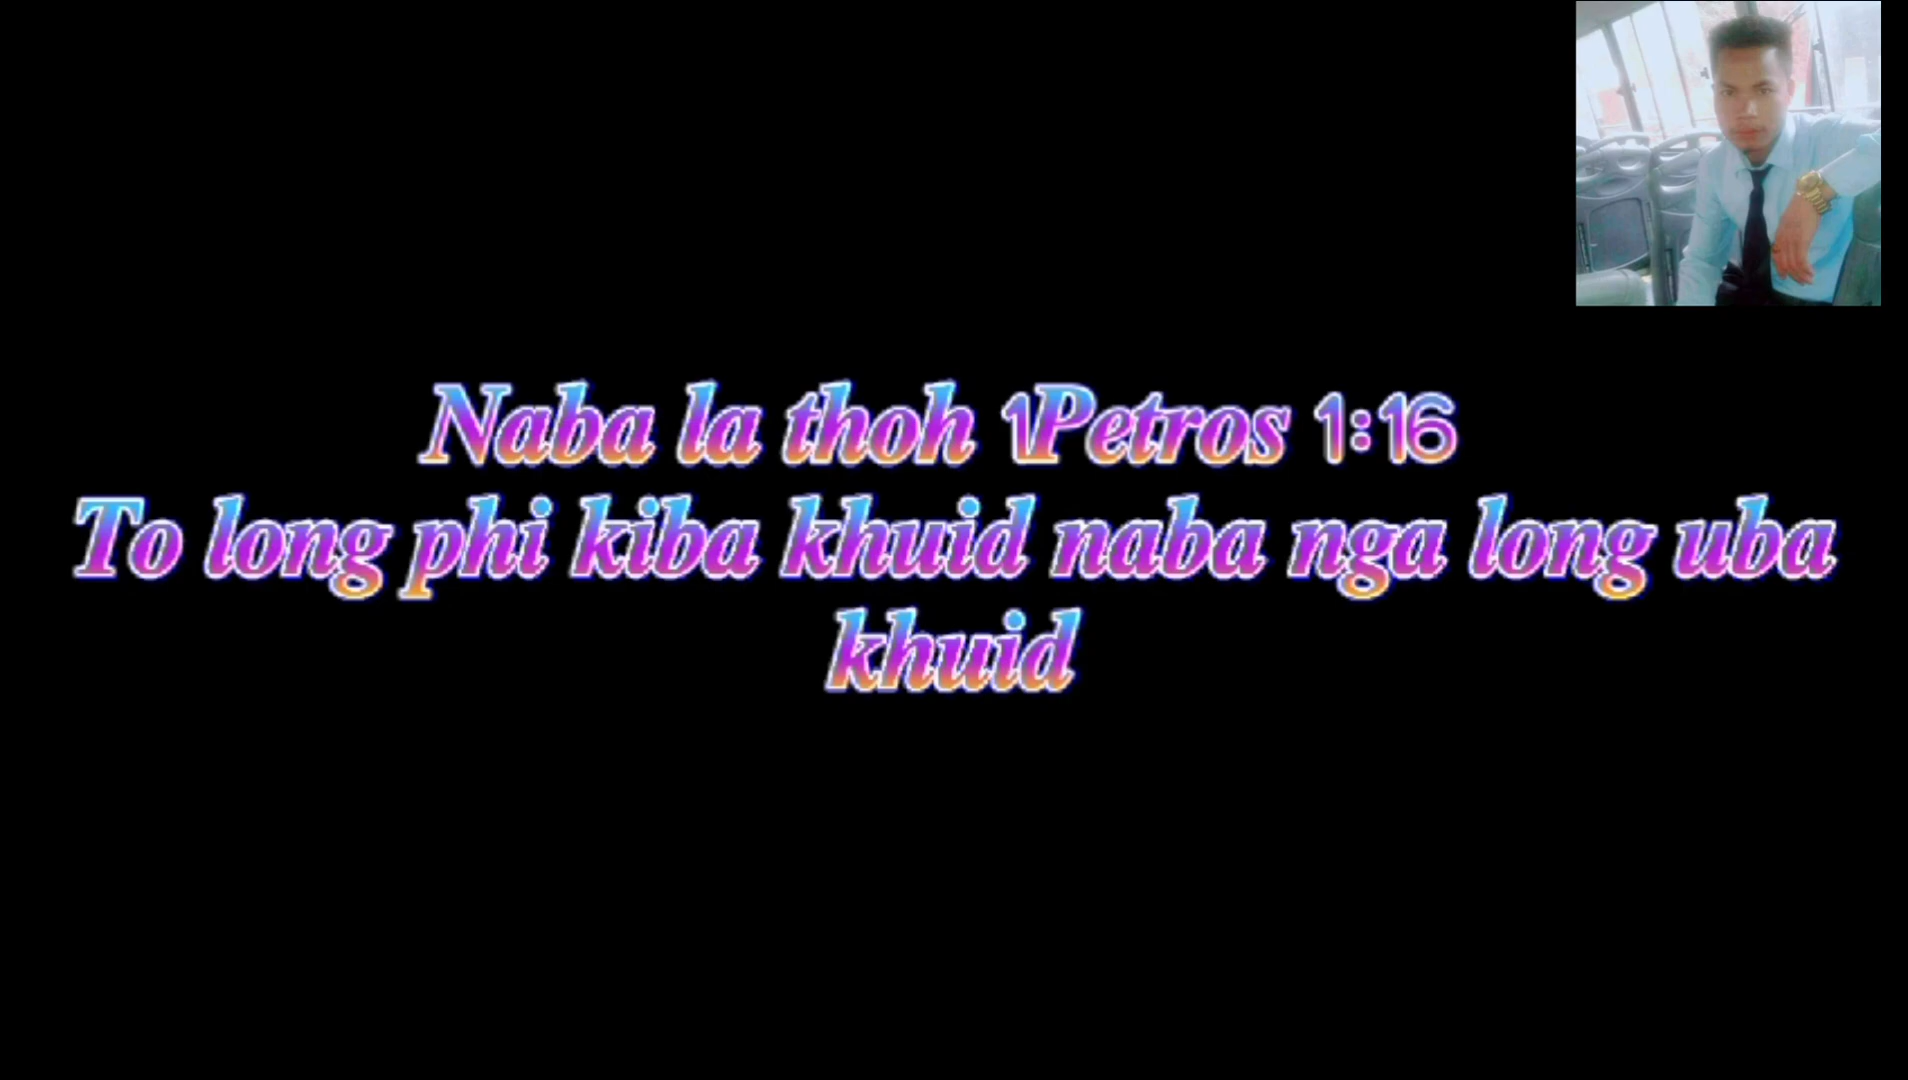 Naba la thoh 1Petros 1:16
To long phi kiba khuid naba nga long uba
khuid